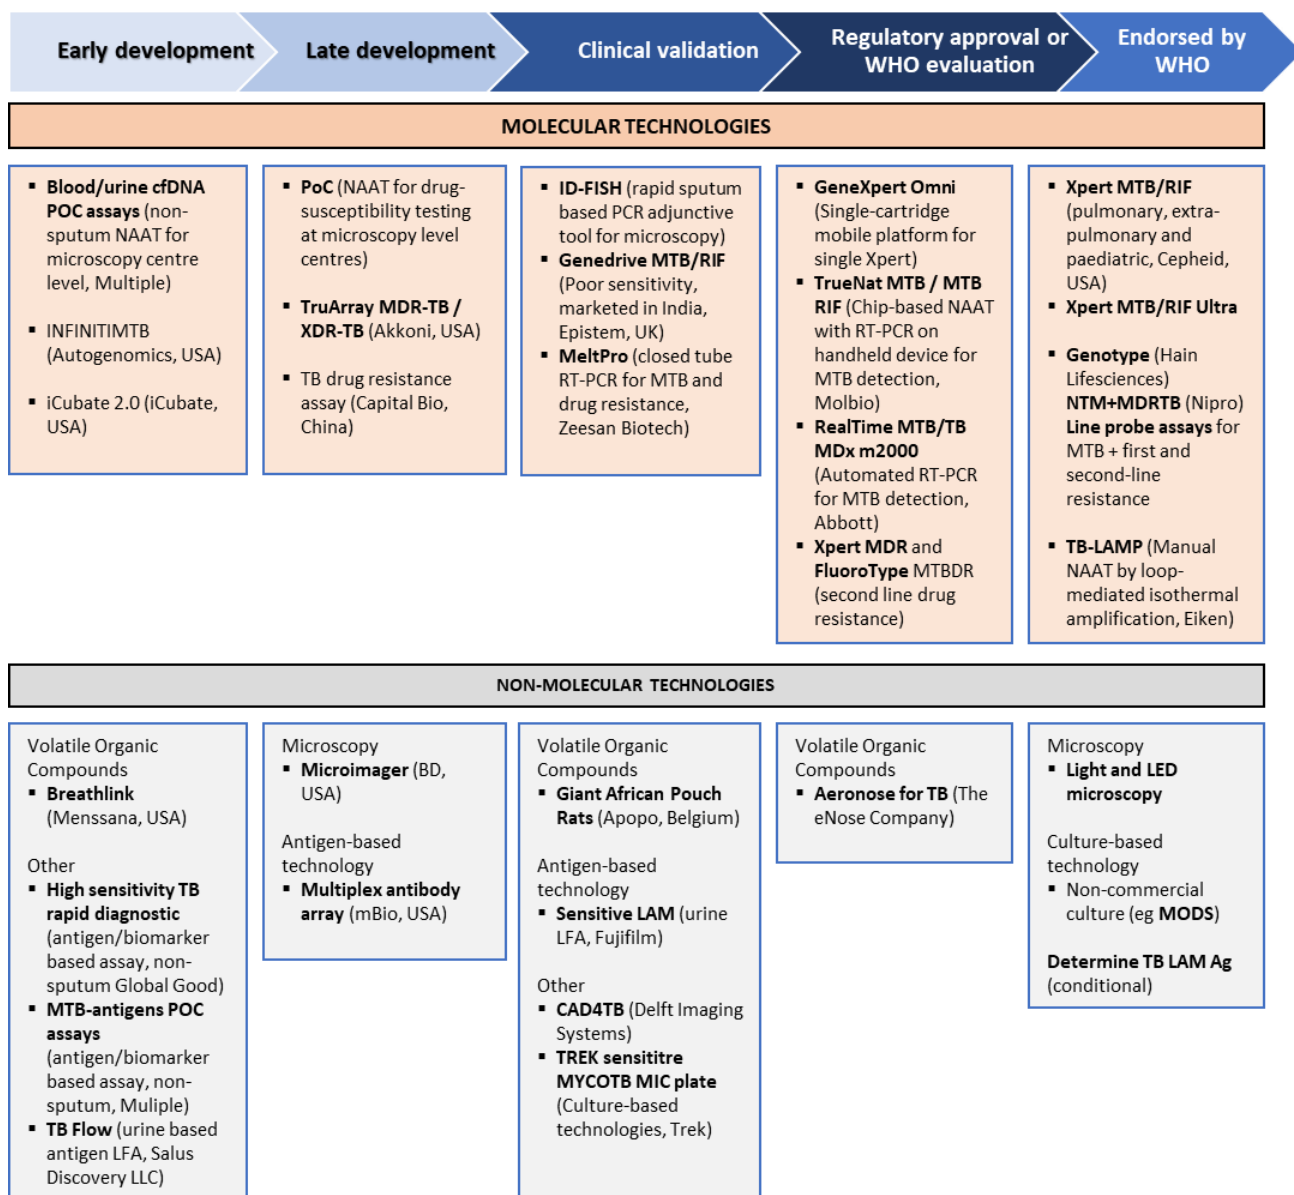 Early development
Late development
Clinical validation
Regulatory approval or
WHO evaluation
Endorsed by
WHO
MOLECULAR TECHNOLOGIES
▪ Blood/urine cfDNA
POC assays (non-
sputum NAAT for
microscopy centre
level, Multiple)
▪ INFINITIMTB
(Autogenomics, USA)
▪ iCubate 2.0 (iCubate,
USA)
▪ PoC (NAAT for drug-
susceptibility testing
at microscopy level
centres)
▪ TruArray MDR-TB /
XDR-TB (Akkoni, USA)
▪ TB drug resistance
assay (Capital Bio,
China)
▪ ID-FISH (rapid sputum
based PCR adjunctive
tool for microscopy)
▪ Genedrive MTB/RIF
(Poor sensitivity,
marketed in India,
Epistem, UK)
▪ MeltPro (closed tube
RT-PCR for MTB and
drug resistance,
Zeesan Biotech)
▪ GeneXpert Omni
(Single-cartridge
mobile platform for
single Xpert)
▪ TrueNat MTB / MTB
RIF (Chip-based NAAT
with RT-PCR on
handheld device for
MTB detection,
Molbio)
▪ RealTime MTB/TB
MDx m2000
(Automated RT-PCR
for MTB detection,
Abbott)
▪ Xpert MDR and
FluoroType MTBDR
(second line drug
resistance)
▪ Xpert MTB/RIF
(pulmonary, extra-
pulmonary and
paediatric, Cepheid,
USA)
▪ Xpert MTB/RIF Ultra
▪ Genotype (Hain
Lifesciences)
NTM+MDRTB (Nipro)
Line probe assays for
MTB + first and
second-line
resistance
▪ TB-LAMP (Manual
NAAT by loop-
mediated isothermal
amplification, Eiken)
NON-MOLECULAR TECHNOLOGIES
Volatile Organic
Compounds
▪ Breathlink
(Menssana, USA)
Other
▪ High sensitivity TB
rapid diagnostic
(antigen/biomarker
based assay, non-
sputum Global Good)
▪ MTB-antigens POC
assays
(antigen/biomarker
based assay, non-
sputum, Muliple)
▪ TB Flow (urine based
antigen LFA, Salus
Discovery LLC)
Microscopy
▪ Microimager (BD,
USA)
Antigen-based
technology
▪ Multiplex antibody
array (mBio, USA)
Volatile Organic
Compounds
▪ Giant African Pouch
Rats (Apopo, Belgium)
Antigen-based
technology
▪ Sensitive LAM (urine
LFA, Fujifilm)
Other
▪ CAD4TB (Delft Imaging
Systems)
▪ TREK sensititre
MYCOTB MIC plate
(Culture-based
technologies, Trek)
Volatile Organic
Compounds
▪ Aeronose for TB (The
eNose Company)
Microscopy
▪ Light and LED
microscopy
Culture-based
technology
▪ Non-commercial
culture (eg MODS)
Determine TB LAM Ag
(conditional)